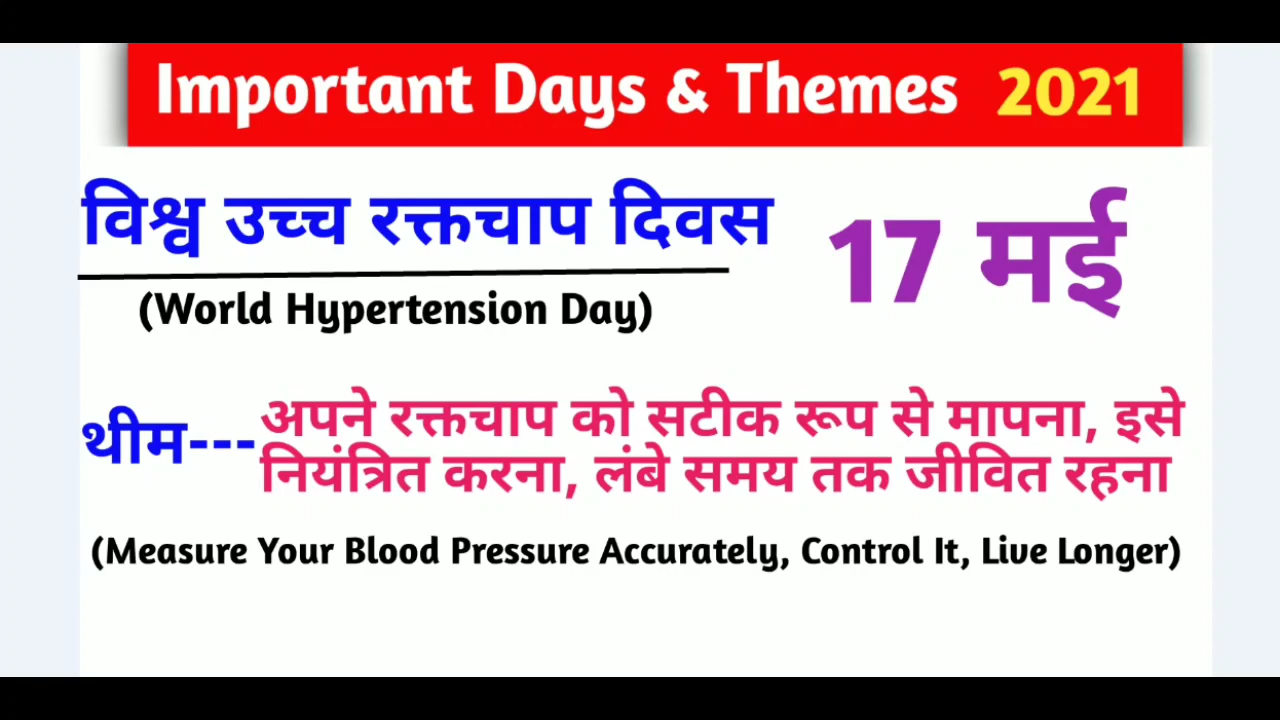 Important Days & Themes 2021
विश्व उच्च रक्तचाप दिवस 17 मई
(World Hypertension Day)
थीम---अपने रक्तचाप को सटीक रूप से मापना, इसे
नियंत्रित करना, लंबे समय तक जीवित रहना
(Measure Your Blood Pressure Accurately, Control It, Live Longer)